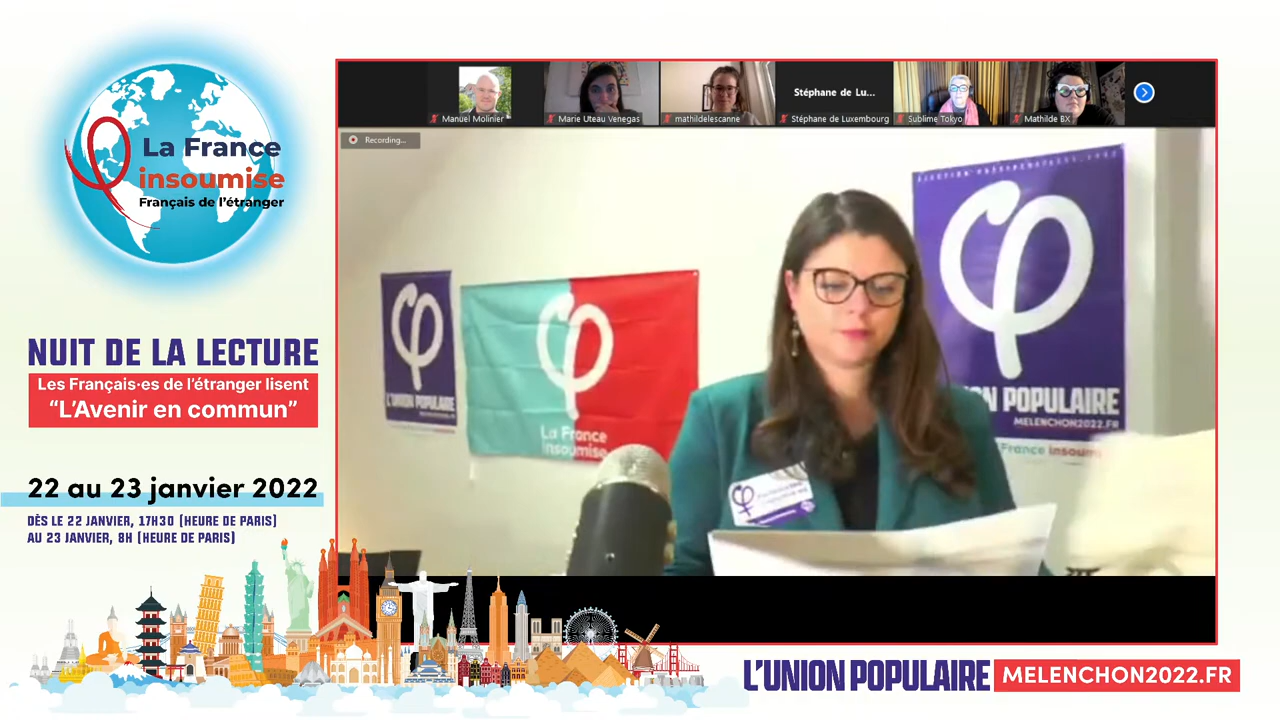 La France
insoumise
Français de l'étranger
NUIT DE LA LECTURE
Les Français·es de l'étranger lisent
“L'Avenir en commun”
22 au 23 janvier 2022
DÈS LE 22 JANVIER, 17H30 (HEURE DE PARIS)
AU 23 JANVIER, 8H (HEURE DE PARIS)
Stéphane de Lu...
Manuel Molinier
Marie Uteau Venegas
mathildelescanne
Stéphane de Luxembourg
Sublime Tokyo
Mathilde BX
Recording...
L'UNION POPULAIRE
La France
insoumise
N POPULAIRE
MELENCHON2022.FR
France insoum
L'UNION POPULAIRE
MELENCHON2022.FR